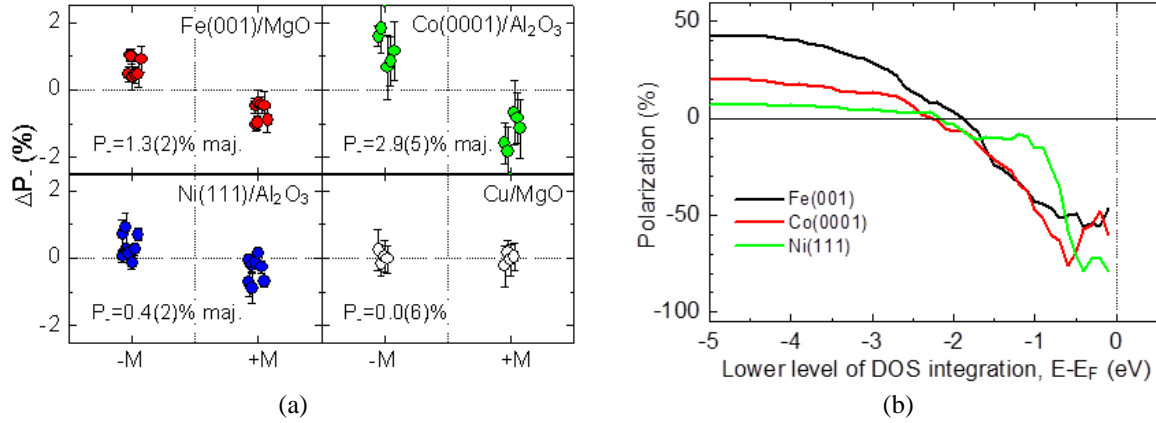 Fe(001)/MgO
Co(0001)/Al₂O₃
P₋=1.3(2)% maj.
P₋=2.9(5)% maj.
Ni(111)/Al₂O₃
Cu/MgO
P₋=0.4(2)% maj.
P₋=0.0(6)%
ΔP₋ (%)
2
0
-2
2
0
-2
-M
+M
-M
+M
(a)
Polarization (%)
50
0
-50
-100
Fe(001)
Co(0001)
Ni(111)
-5
-4
-3
-2
-1
0
Lower level of DOS integration, E-E_F (eV)
(b)